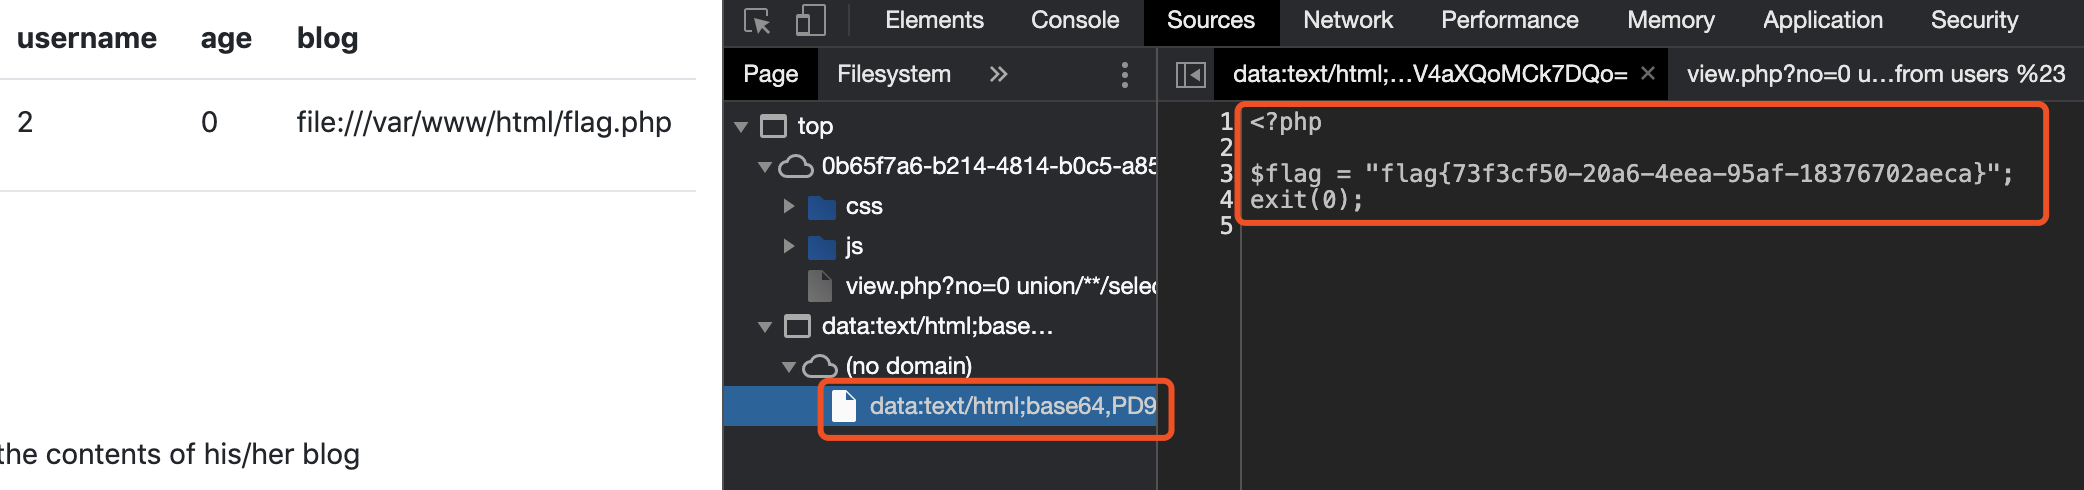 username age blog
2 0 file:///var/www/html/flag.php
the contents of his/her blog
Elements Console Sources Network Performance Memory Application Security
Page Filesystem »
data:text/html;...V4aXQoMCk7DQo= × view.php?no=0 u...from users %23
top
0b65f7a6-b214-4814-b0c5-a85
css
js
view.php?no=0 union/**/selec
data:text/html;base...
(no domain)
data:text/html;base64,PD9
1 <?php
2
3 $flag = "flag{73f3cf50-20a6-4eea-95af-18376702aeca}";
4 exit(0);
5